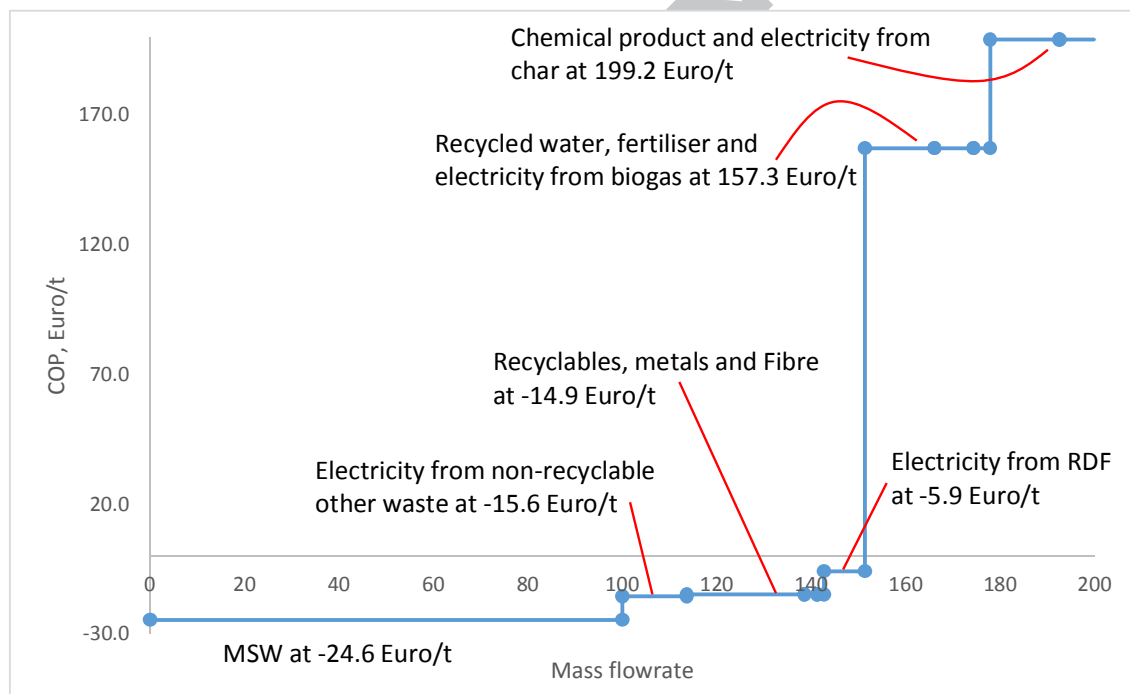 Chemical product and electricity from
char at 199.2 Euro/t
170.0
Recycled water, fertiliser and
electricity from biogas at 157.3 Euro/t
120.0
COP, Euro/t
70.0
Recyclables, metals and Fibre
at -14.9 Euro/t
Electricity from non-recyclable
other waste at -15.6 Euro/t
Electricity from RDF
at -5.9 Euro/t
20.0
0 20 40 60 80 100 120 140 160 180 200
-30.0
MSW at -24.6 Euro/t
Mass flowrate